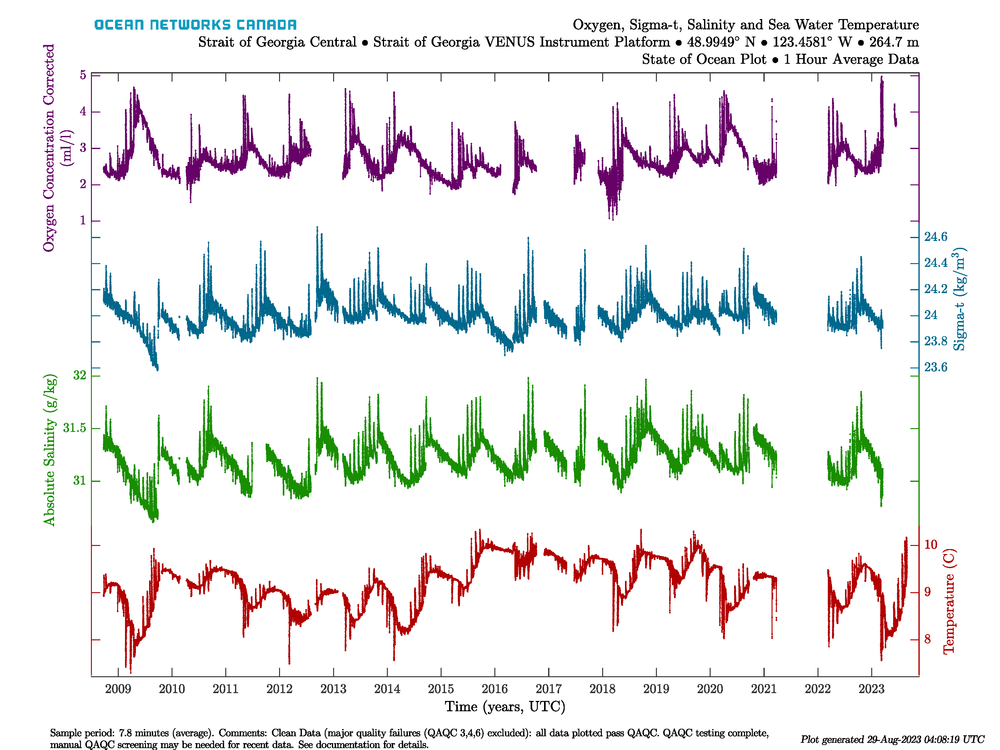 OCEAN NETWORKS CANADA
Oxygen, Sigma-t, Salinity and Sea Water Temperature
Strait of Georgia Central • Strait of Georgia VENUS Instrument Platform • 48.9949° N • 123.4581° W • 264.7 m
State of Ocean Plot • 1 Hour Average Data
Oxygen Concentration Corrected
(ml/l)
5
4
3
2
1
24.6
24.4
24.2
24
23.8
23.6
Sigma-t (kg/m³)
Absolute Salinity (g/kg)
32
31.5
31
10
9
8
Temperature (C)
2009 2010 2011 2012 2013 2014 2015 2016 2017 2018 2019 2020 2021 2022 2023
Time (years, UTC)
Sample period: 7.8 minutes (average). Comments: Clean Data (major quality failures (QAQC 3,4,6) excluded): all data plotted pass QAQC. QAQC testing complete,
manual QAQC screening may be needed for recent data. See documentation for details.
Plot generated 29-Aug-2023 04:08:19 UTC